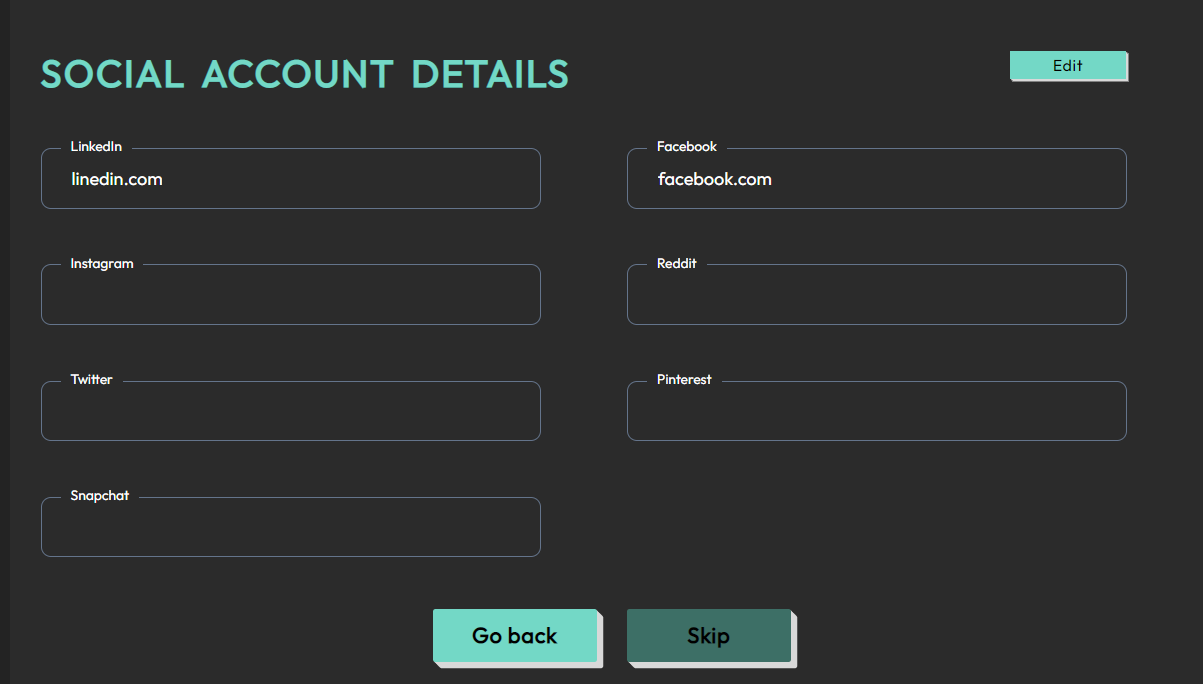 SOCIAL ACCOUNT DETAILS
Edit
LinkedIn
linedin.com
Facebook
facebook.com
Instagram
Reddit
Twitter
Pinterest
Snapchat
Go back
Skip